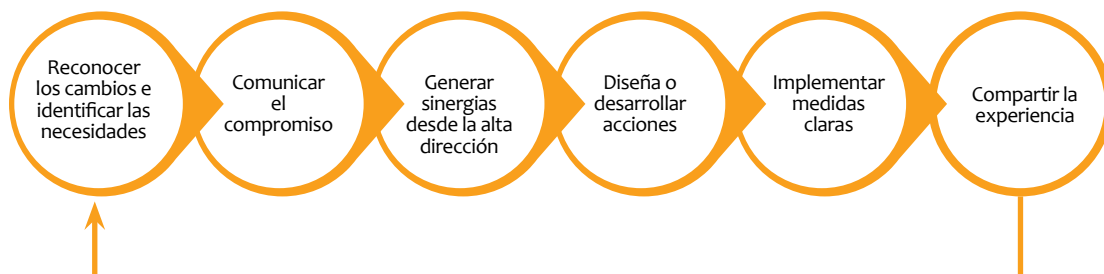 Reconocer
los cambios e
identificar las
necesidades
Comunicar
el
compromiso
Generar
sinergias
desde la alta
dirección
Diseña o
desarrollar
acciones
Implementar
medidas
claras
Compartir la
experiencia